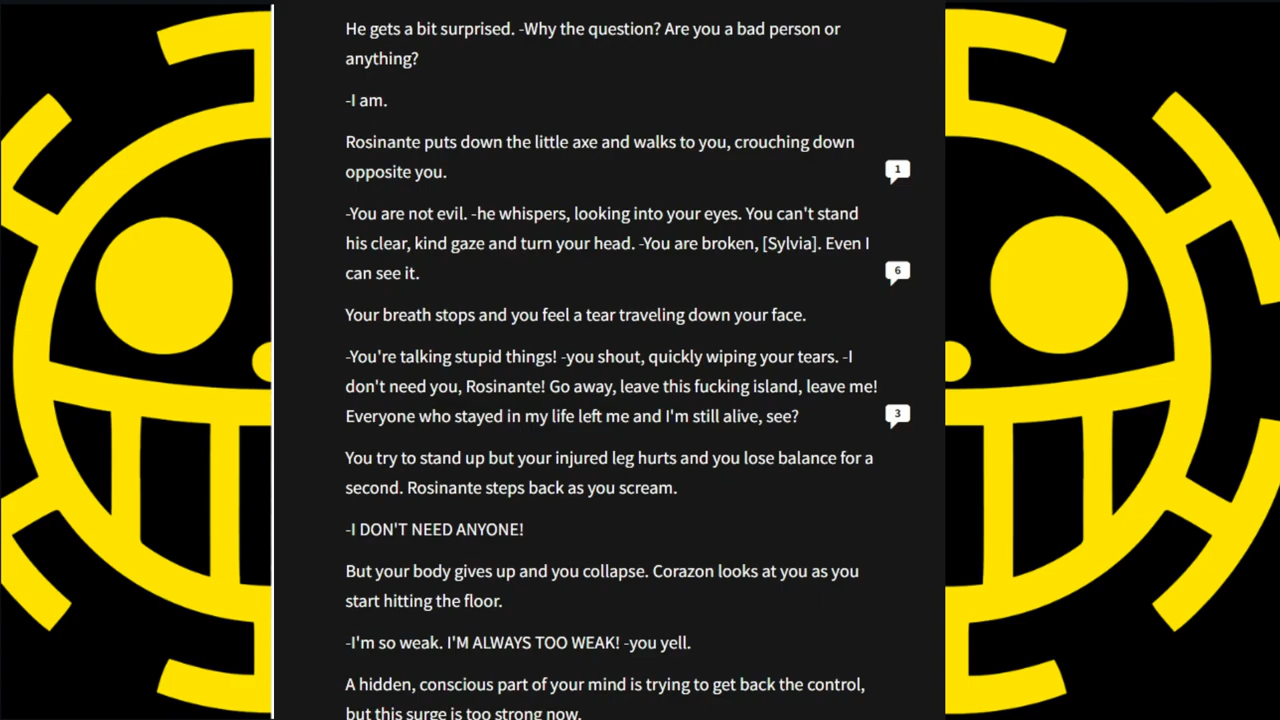 He gets a bit surprised. -Why the question? Are you a bad person or
anything?
-I am.
Rosinante puts down the little axe and walks to you, crouching down
opposite you.
1
-You are not evil. -he whispers, looking into your eyes. You can't stand
his clear, kind gaze and turn your head. -You are broken, [Sylvia]. Even I
can see it.
6
Your breath stops and you feel a tear traveling down your face.
-You're talking stupid things! -you shout, quickly wiping your tears. -I
don't need you, Rosinante! Go away, leave this fucking island, leave me!
Everyone who stayed in my life left me and I'm still alive, see?
3
You try to stand up but your injured leg hurts and you lose balance for a
second. Rosinante steps back as you scream.
-I DON'T NEED ANYONE!
But your body gives up and you collapse. Corazon looks at you as you
start hitting the floor.
-I'm so weak. I'M ALWAYS TOO WEAK! -you yell.
A hidden, conscious part of your mind is trying to get back the control,
but this surge is too strong now.